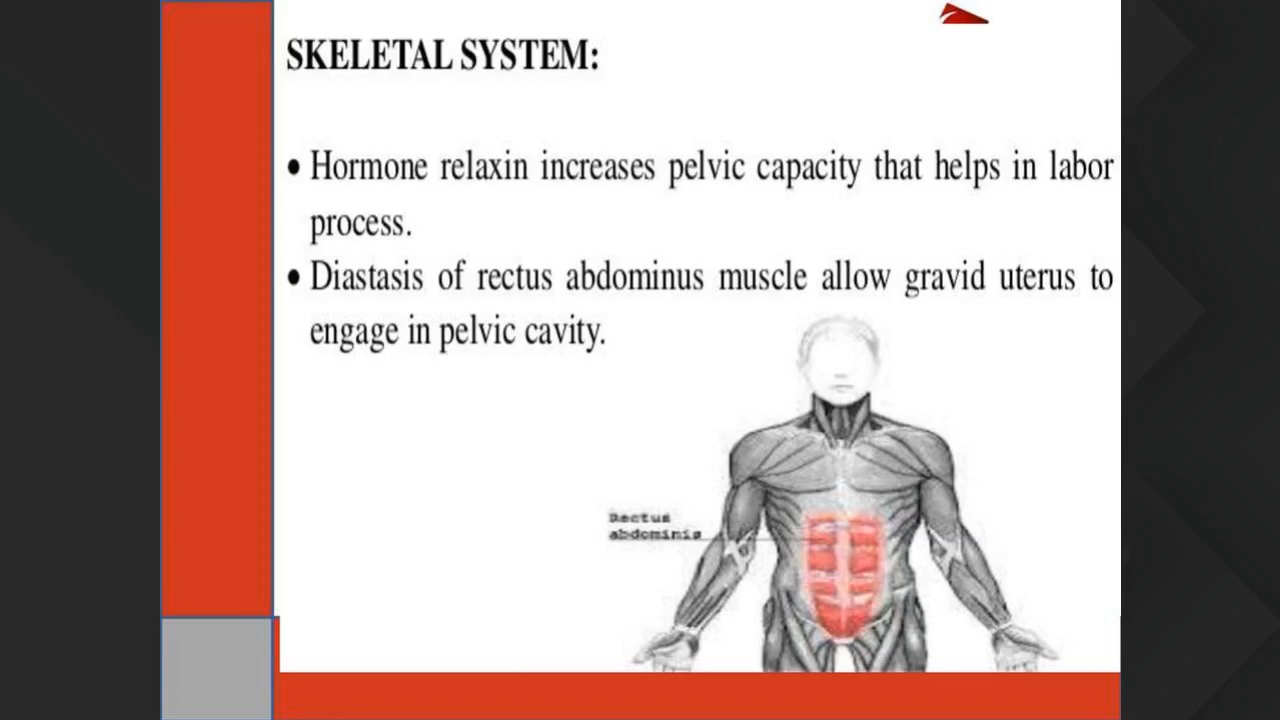 SKELETAL SYSTEM:
• Hormone relaxin increases pelvic capacity that helps in labor
process.
• Diastasis of rectus abdominus muscle allow gravid uterus to
engage in pelvic cavity.
Rectus
abdominis